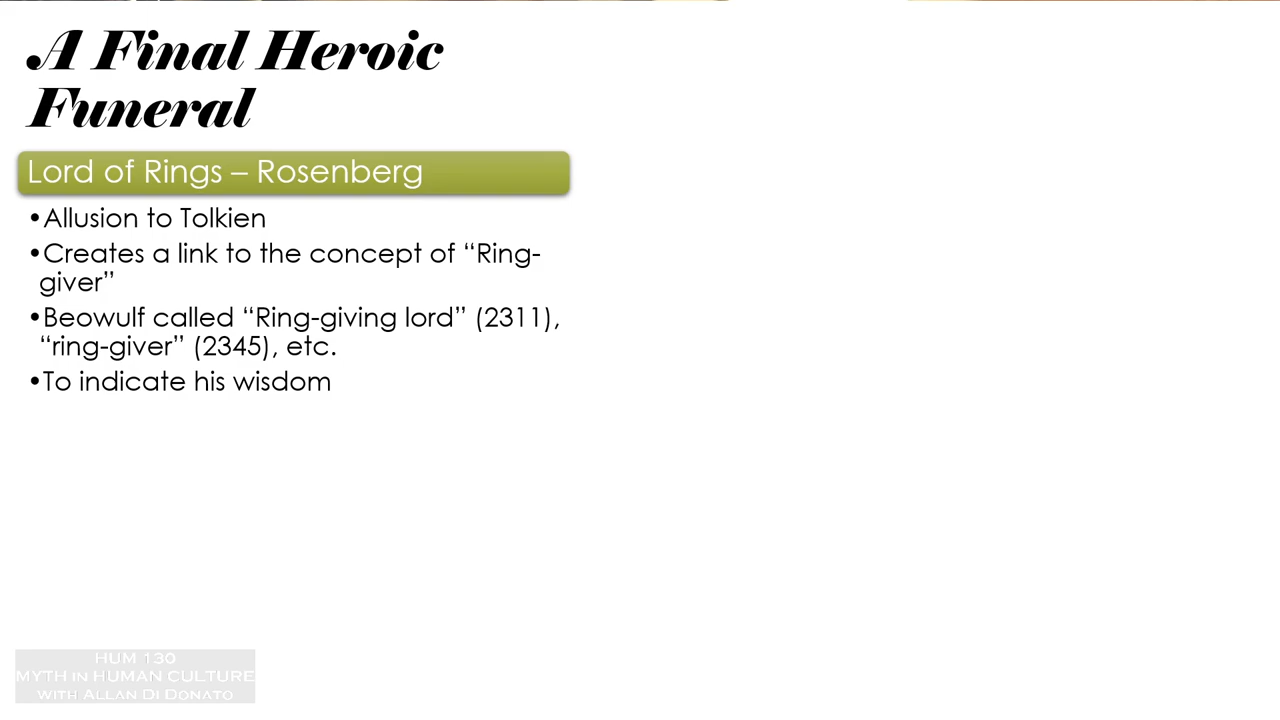 A Final Heroic
Funeral
Lord of Rings – Rosenberg
•Allusion to Tolkien
•Creates a link to the concept of “Ring-
giver”
•Beowulf called “Ring-giving lord” (2311),
“ring-giver” (2345), etc.
•To indicate his wisdom
HUM 130
MYTH IN HUMAN CULTURE
WITH ALLAN DI DONATO